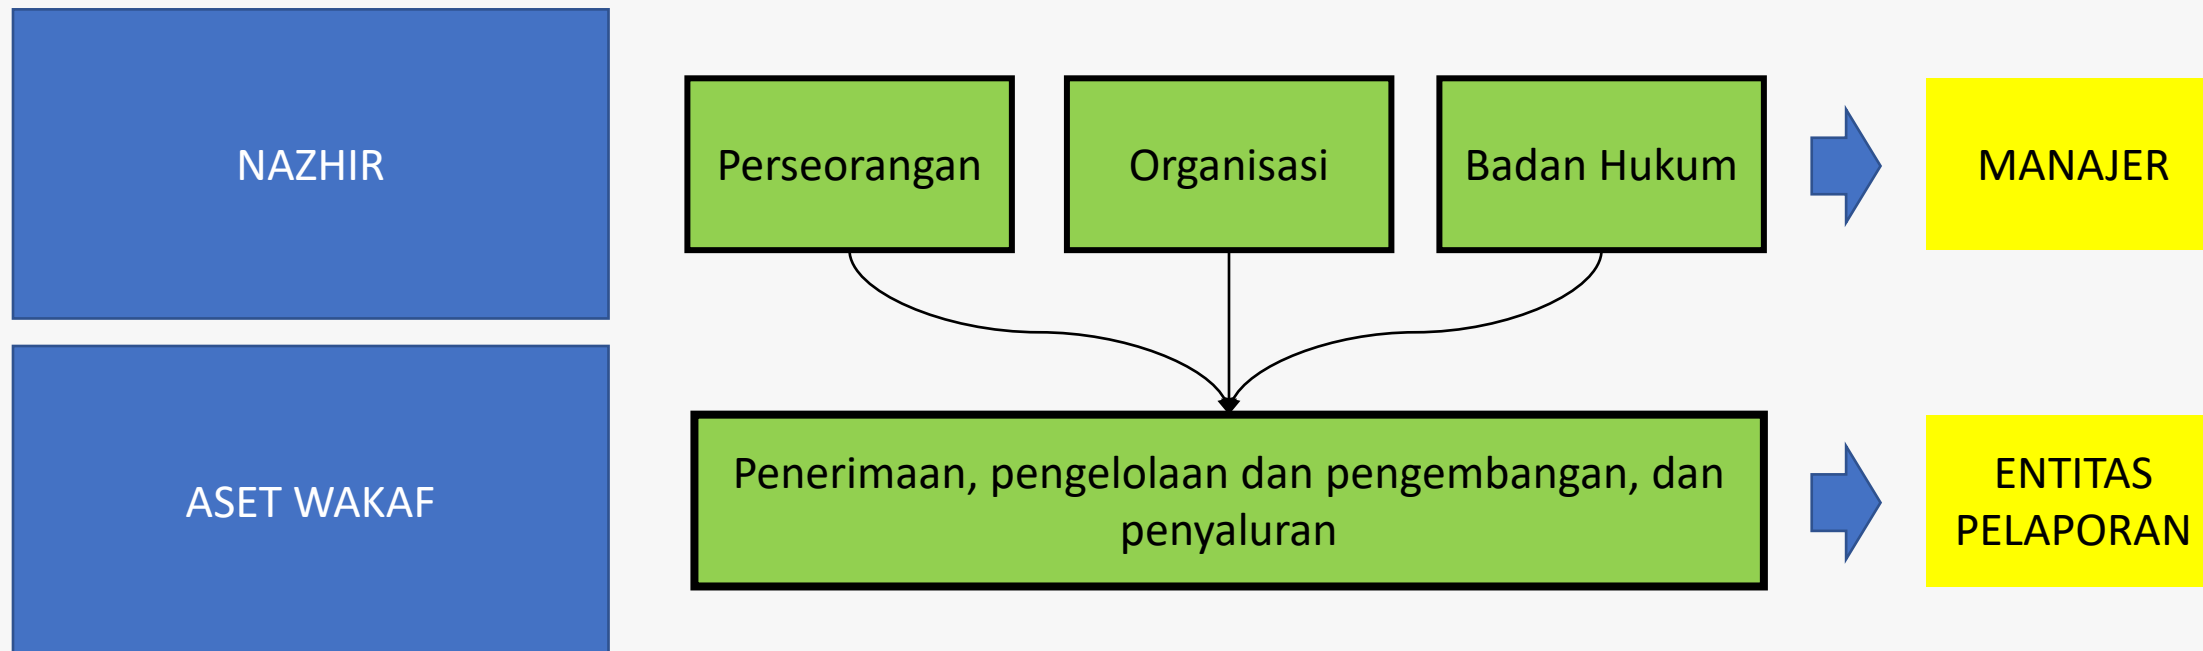 NAZHIR
Perseorangan
Organisasi
Badan Hukum
MANAJER
ASET WAKAF
Penerimaan, pengelolaan dan pengembangan, dan
penyaluran
ENTITAS
PELAPORAN